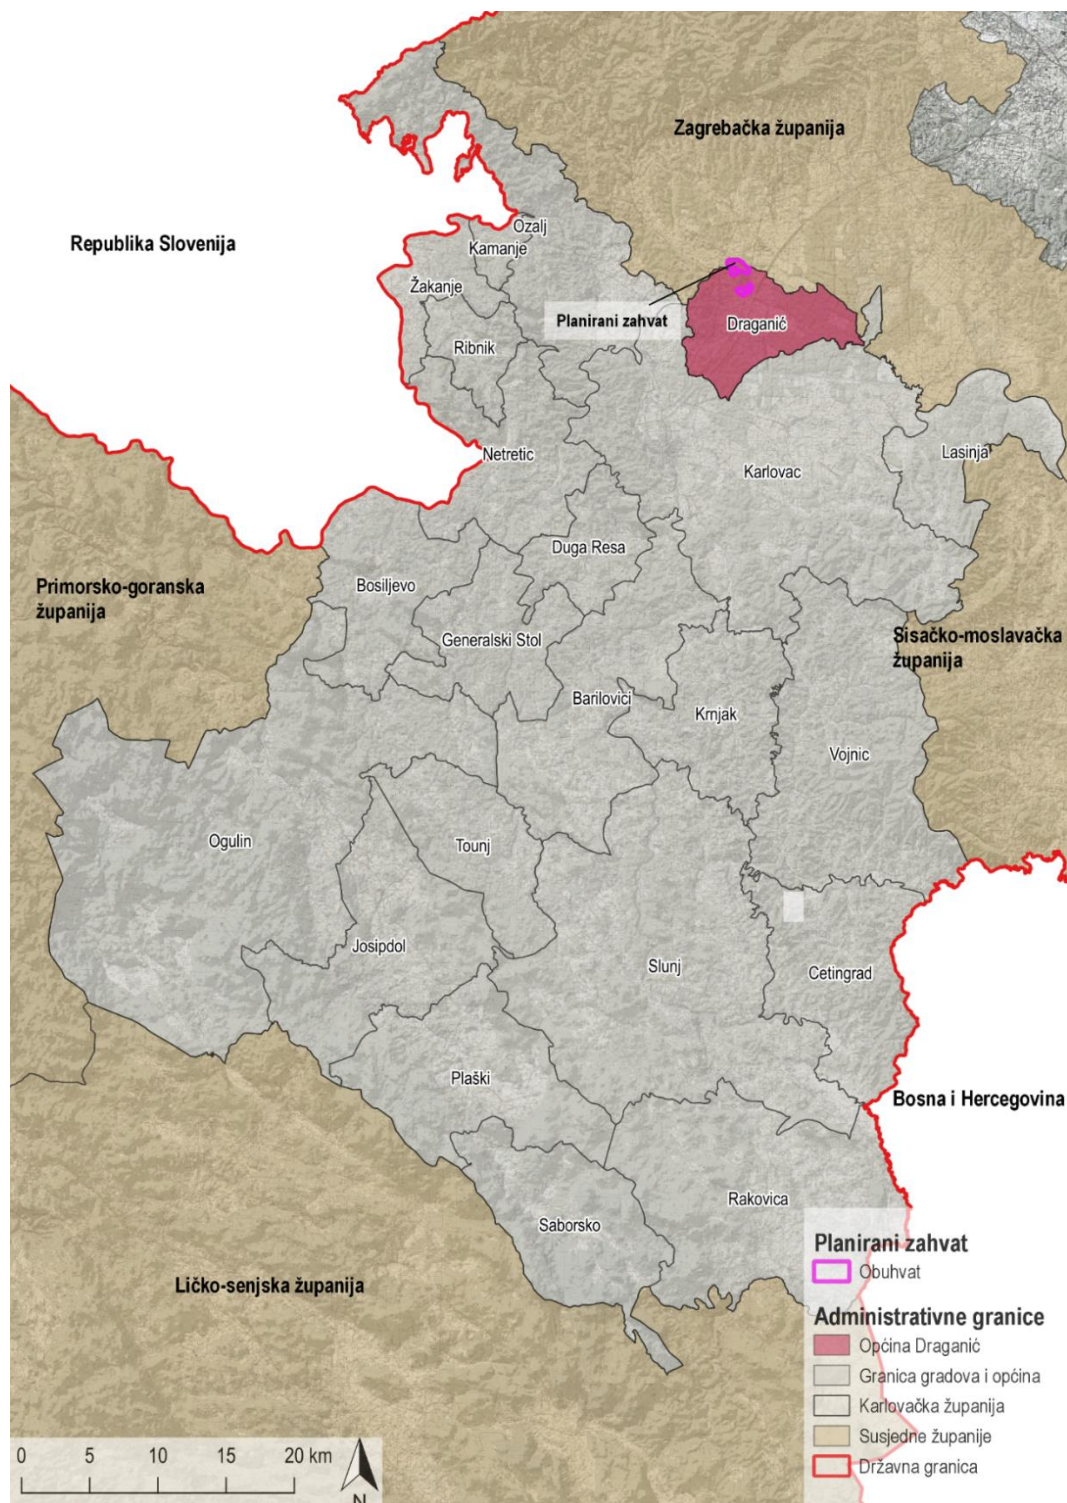 Zagrebačka županija
Republika Slovenija
Ozalj
Kamanje
Žakanje
Planirani zahvat
Draganić
Ribnik
Netretic
Karlovac
Lasinja
Duga Resa
Primorsko-goranska
županija
Bosiljevo
Generalski Stol
Sisačko-moslavačka
županija
Barilovići
Krnjak
Vojnic
Ogulin
Tounj
Josipdol
Slunj
Cetingrad
Plaški
Bosna i Hercegovina
Rakovica
Saborsko
Ličko-senjska županija
Planirani zahvat
Obuhvat
Administrativne granice
Općina Draganić
Granica gradova i općina
Karlovačka županija
Susjedne županije
Državna granica
0 5 10 15 20 km
N